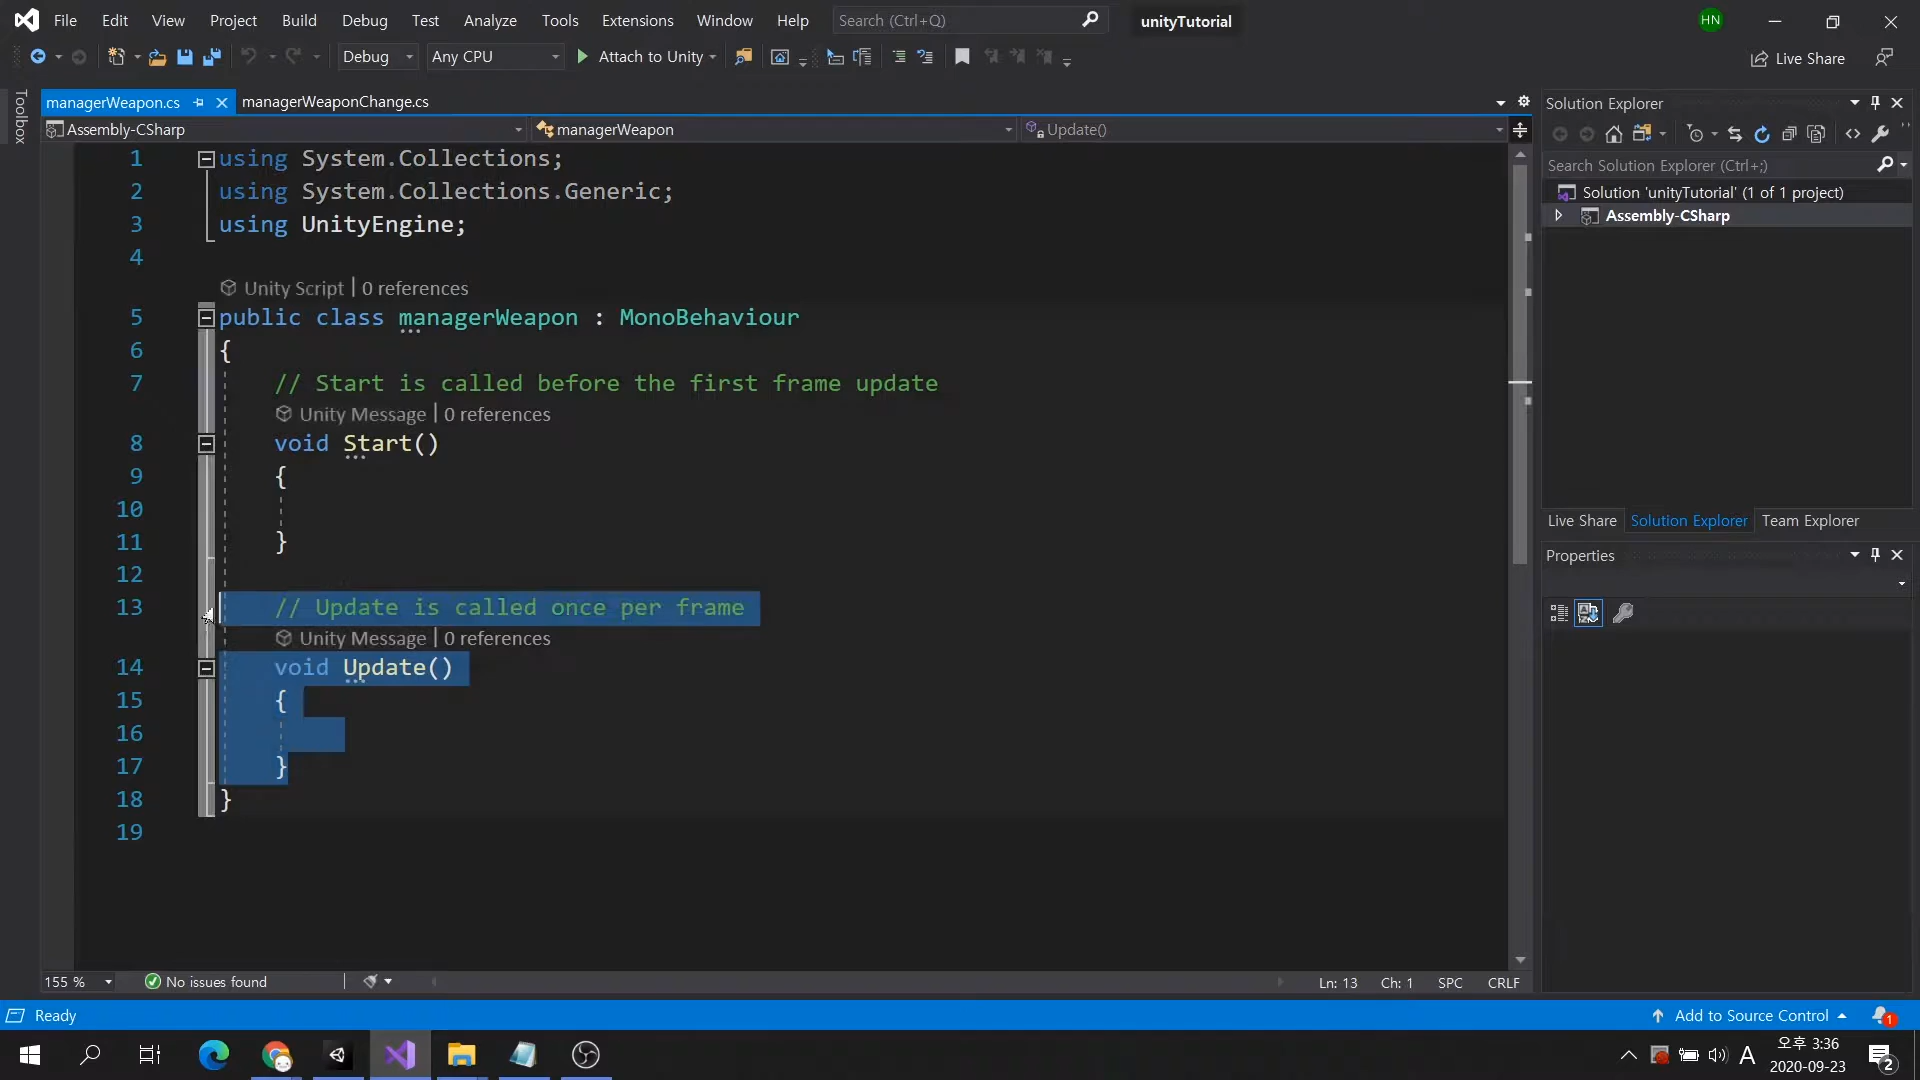 File Edit View Project Build Debug Test Analyze Tools Extensions Window Help Search (Ctrl+Q) unityTutorial HN
Debug Any CPU Attach to Unity Live Share
Toolbox
managerWeapon.cs managerWeaponChange.cs
Assembly-CSharp managerWeapon Update()
1 using System.Collections;
2 using System.Collections.Generic;
3 using UnityEngine;
4
Unity Script | 0 references
5 public class managerWeapon : MonoBehaviour
6 {
7 // Start is called before the first frame update
Unity Message | 0 references
8 void Start()
9 {
10
11 }
12
13 // Update is called once per frame
Unity Message | 0 references
14 void Update()
15 {
16
17 }
18 }
19
155 % No issues found Ln: 13 Ch: 1 SPC CRLF
Solution Explorer
Search Solution Explorer (Ctrl+;)
Solution 'unityTutorial' (1 of 1 project)
Assembly-CSharp
Live Share Solution Explorer Team Explorer
Properties
Ready Add to Source Control 1
A 오후 3:36
2020-09-23 2